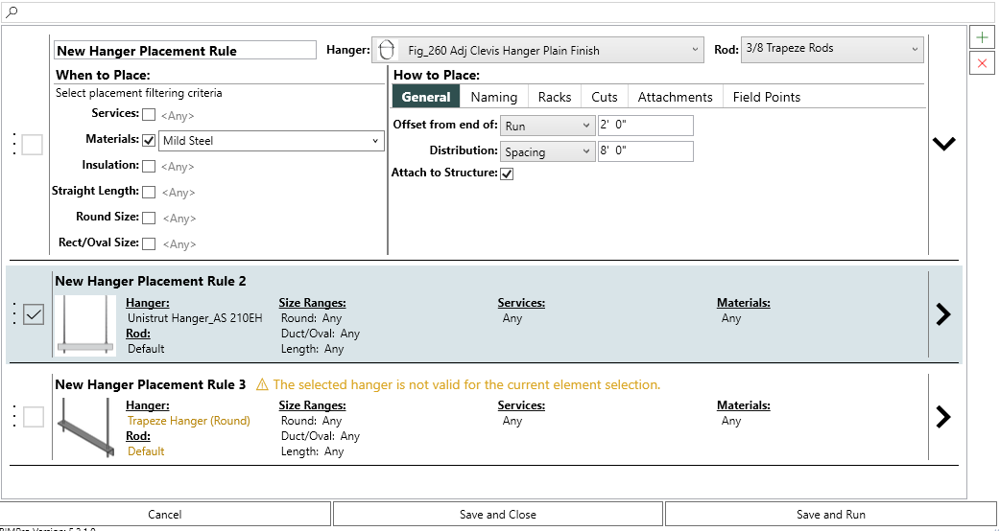 New Hanger Placement Rule
Hanger: Fig_260 Adj Clevis Hanger Plain Finish
Rod: 3/8 Trapeze Rods
When to Place:
Select placement filtering criteria
Services: <Any>
Materials: Mild Steel
Insulation: <Any>
Straight Length: <Any>
Round Size: <Any>
Rect/Oval Size: <Any>
How to Place:
General Naming Racks Cuts Attachments Field Points
Offset from end of: Run 2' 0"
Distribution: Spacing 8' 0"
Attach to Structure:
New Hanger Placement Rule 2
Hanger: Size Ranges: Services: Materials:
Unistrut Hanger_AS 210EH Round: Any Any Any
Rod: Duct/Oval: Any
Default Length: Any
New Hanger Placement Rule 3 The selected hanger is not valid for the current element selection.
Hanger: Size Ranges: Services: Materials:
Trapeze Hanger (Round) Round: Any Any Any
Rod: Duct/Oval: Any
Default Length: Any
Cancel Save and Close Save and Run